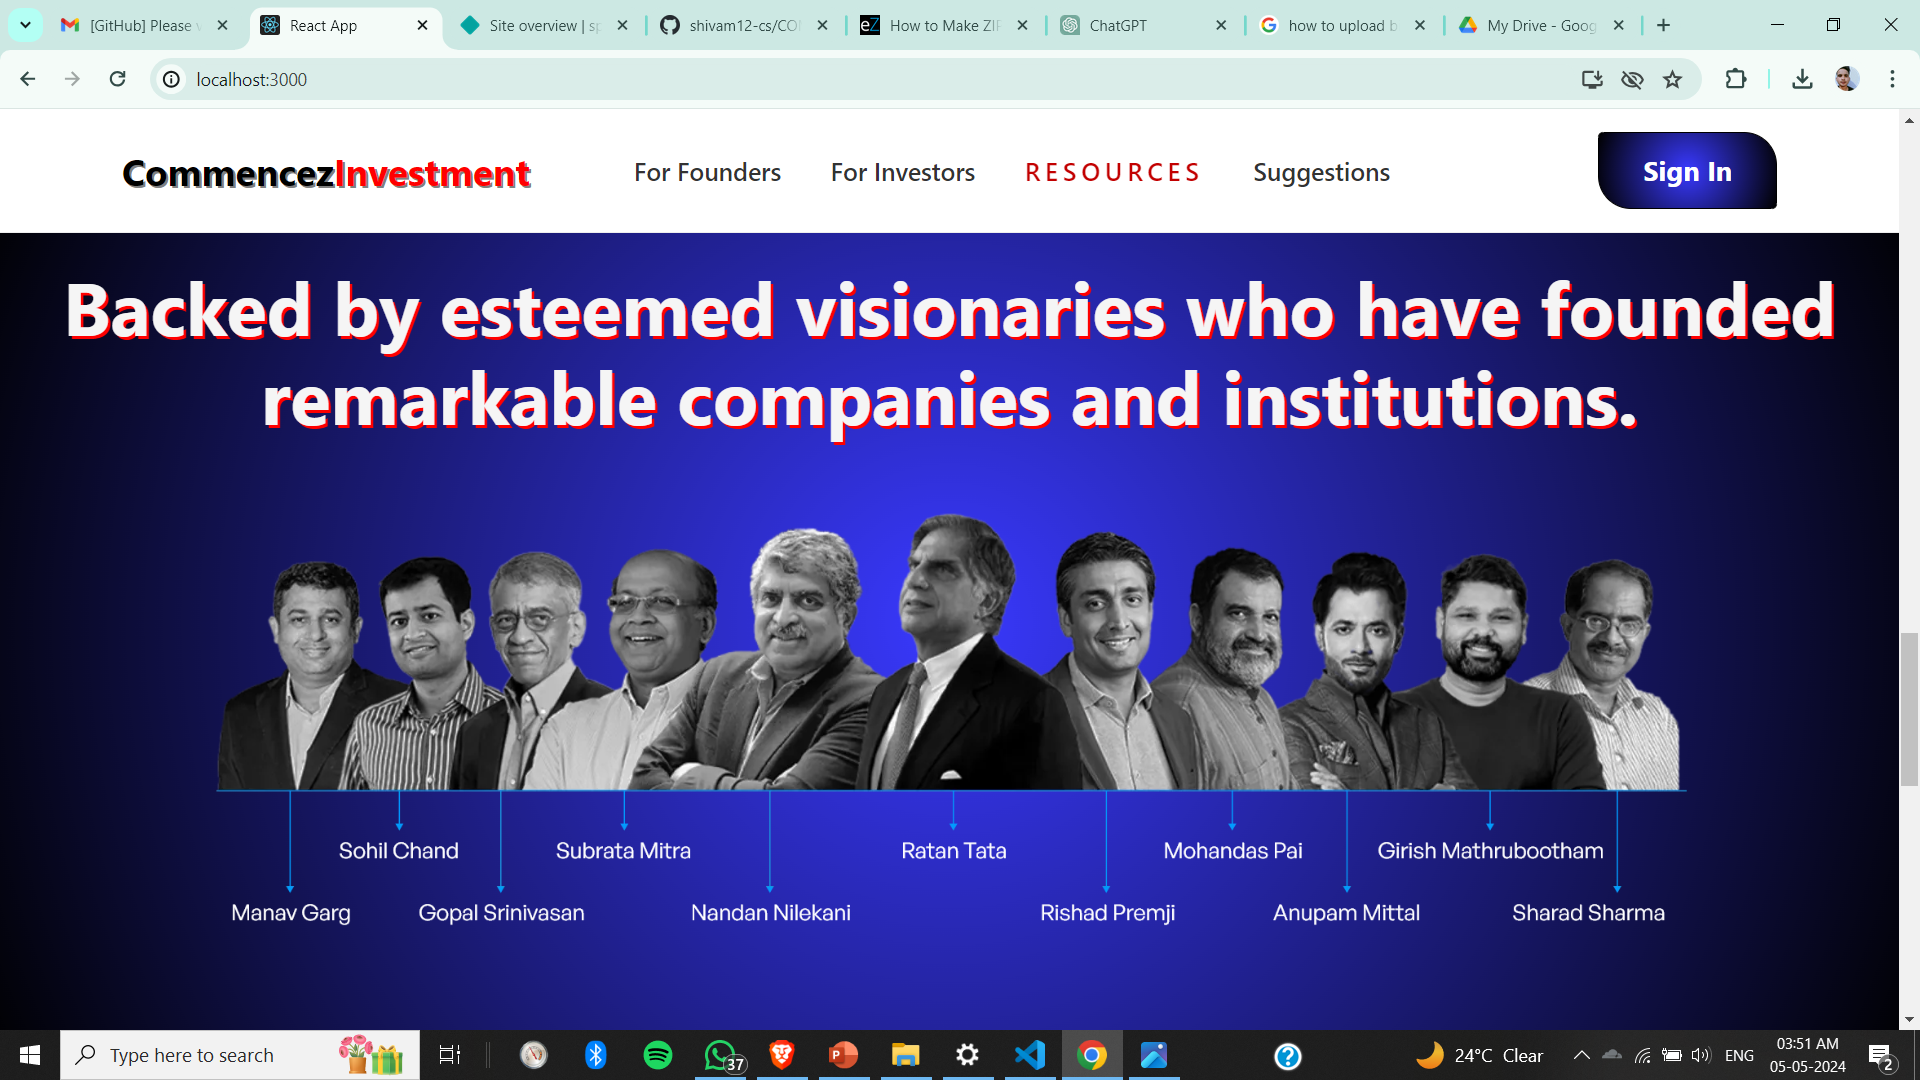 [GitHub] Please v
React App
Site overview | sp
shivam12-cs/CO
How to Make ZIP
ChatGPT
how to upload b
My Drive - Goog
localhost:3000
CommencezInvestment
For Founders
For Investors
RESOURCES
Suggestions
Sign In
Backed by esteemed visionaries who have founded
remarkable companies and institutions.
Sohil Chand
Subrata Mitra
Ratan Tata
Mohandas Pai
Girish Mathrubootham
Manav Garg
Gopal Srinivasan
Nandan Nilekani
Rishad Premji
Anupam Mittal
Sharad Sharma
Type here to search
37
24°C Clear
ENG
03:51 AM
05-05-2024
2